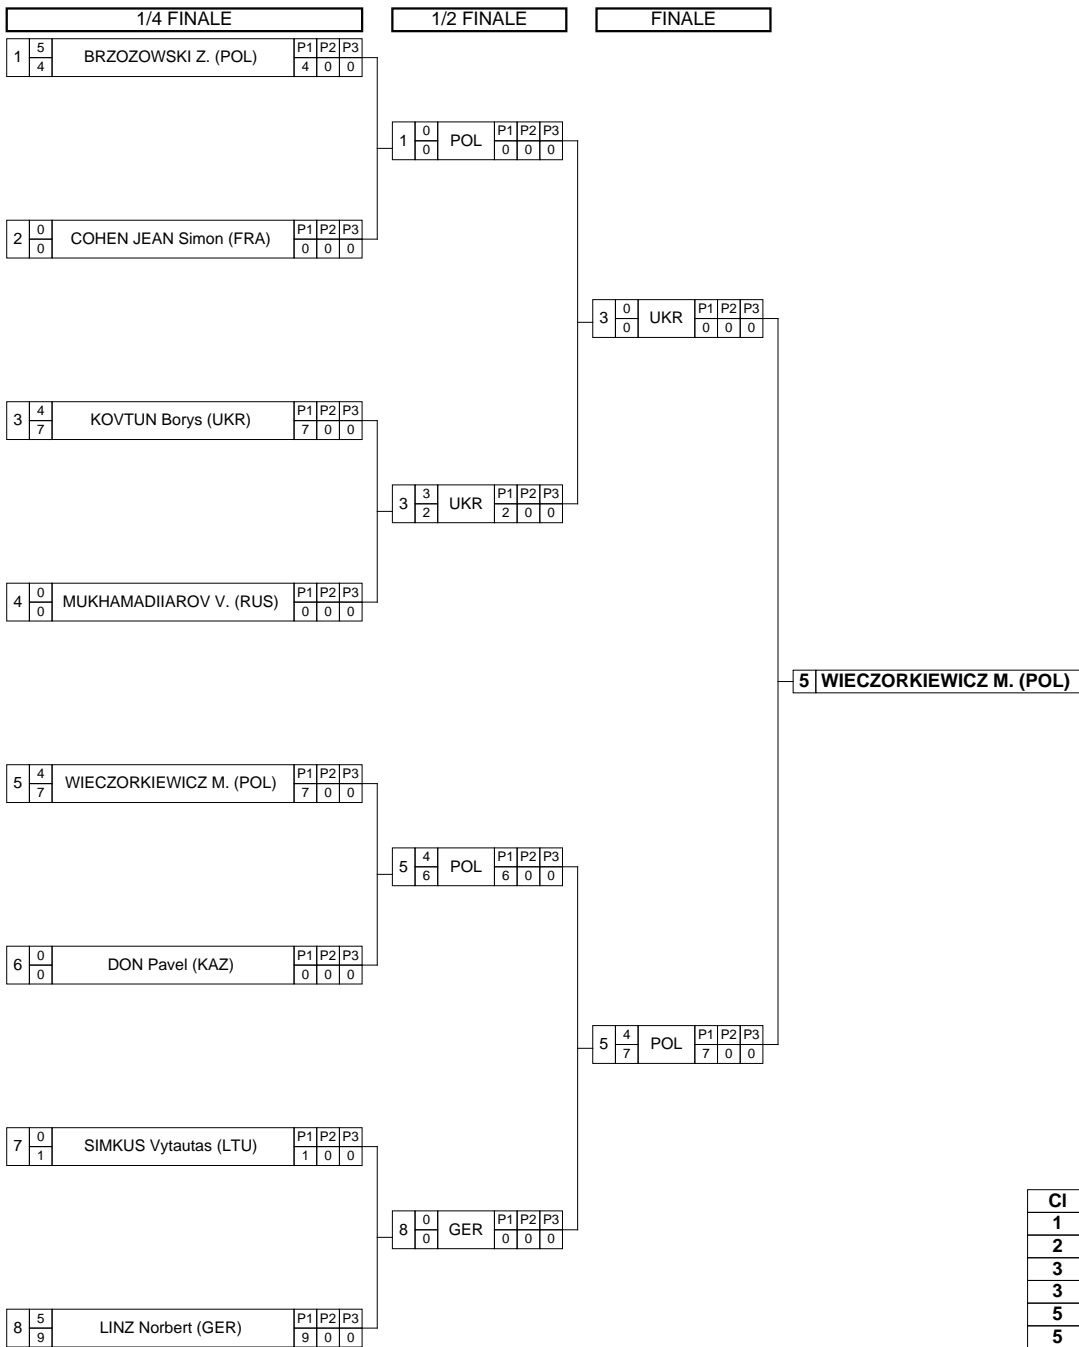 1/4 FINALE 1/2 FINALE FINALE
1 5 4 BRZOZOWSKI Z. (POL) P1 P2 P3
4 0 0
1 0 0 POL P1 P2 P3
0 0 0
2 0 0 COHEN JEAN Simon (FRA) P1 P2 P3
0 0 0
3 0 0 UKR P1 P2 P3
0 0 0
3 4 7 KOVTUN Borys (UKR) P1 P2 P3
7 0 0
3 3 2 UKR P1 P2 P3
2 0 0
4 0 0 MUKHAMADIIAROV V. (RUS) P1 P2 P3
0 0 0
5 WIECZORKIEWICZ M. (POL)
5 4 7 WIECZORKIEWICZ M. (POL) P1 P2 P3
7 0 0
5 4 6 POL P1 P2 P3
6 0 0
6 0 0 DON Pavel (KAZ) P1 P2 P3
0 0 0
5 4 7 POL P1 P2 P3
7 0 0
7 0 1 SIMKUS Vytautas (LTU) P1 P2 P3
1 0 0
8 0 0 GER P1 P2 P3
0 0 0
8 5 9 LINZ Norbert (GER) P1 P2 P3
9 0 0
Cl
1
2
3
3
5
5